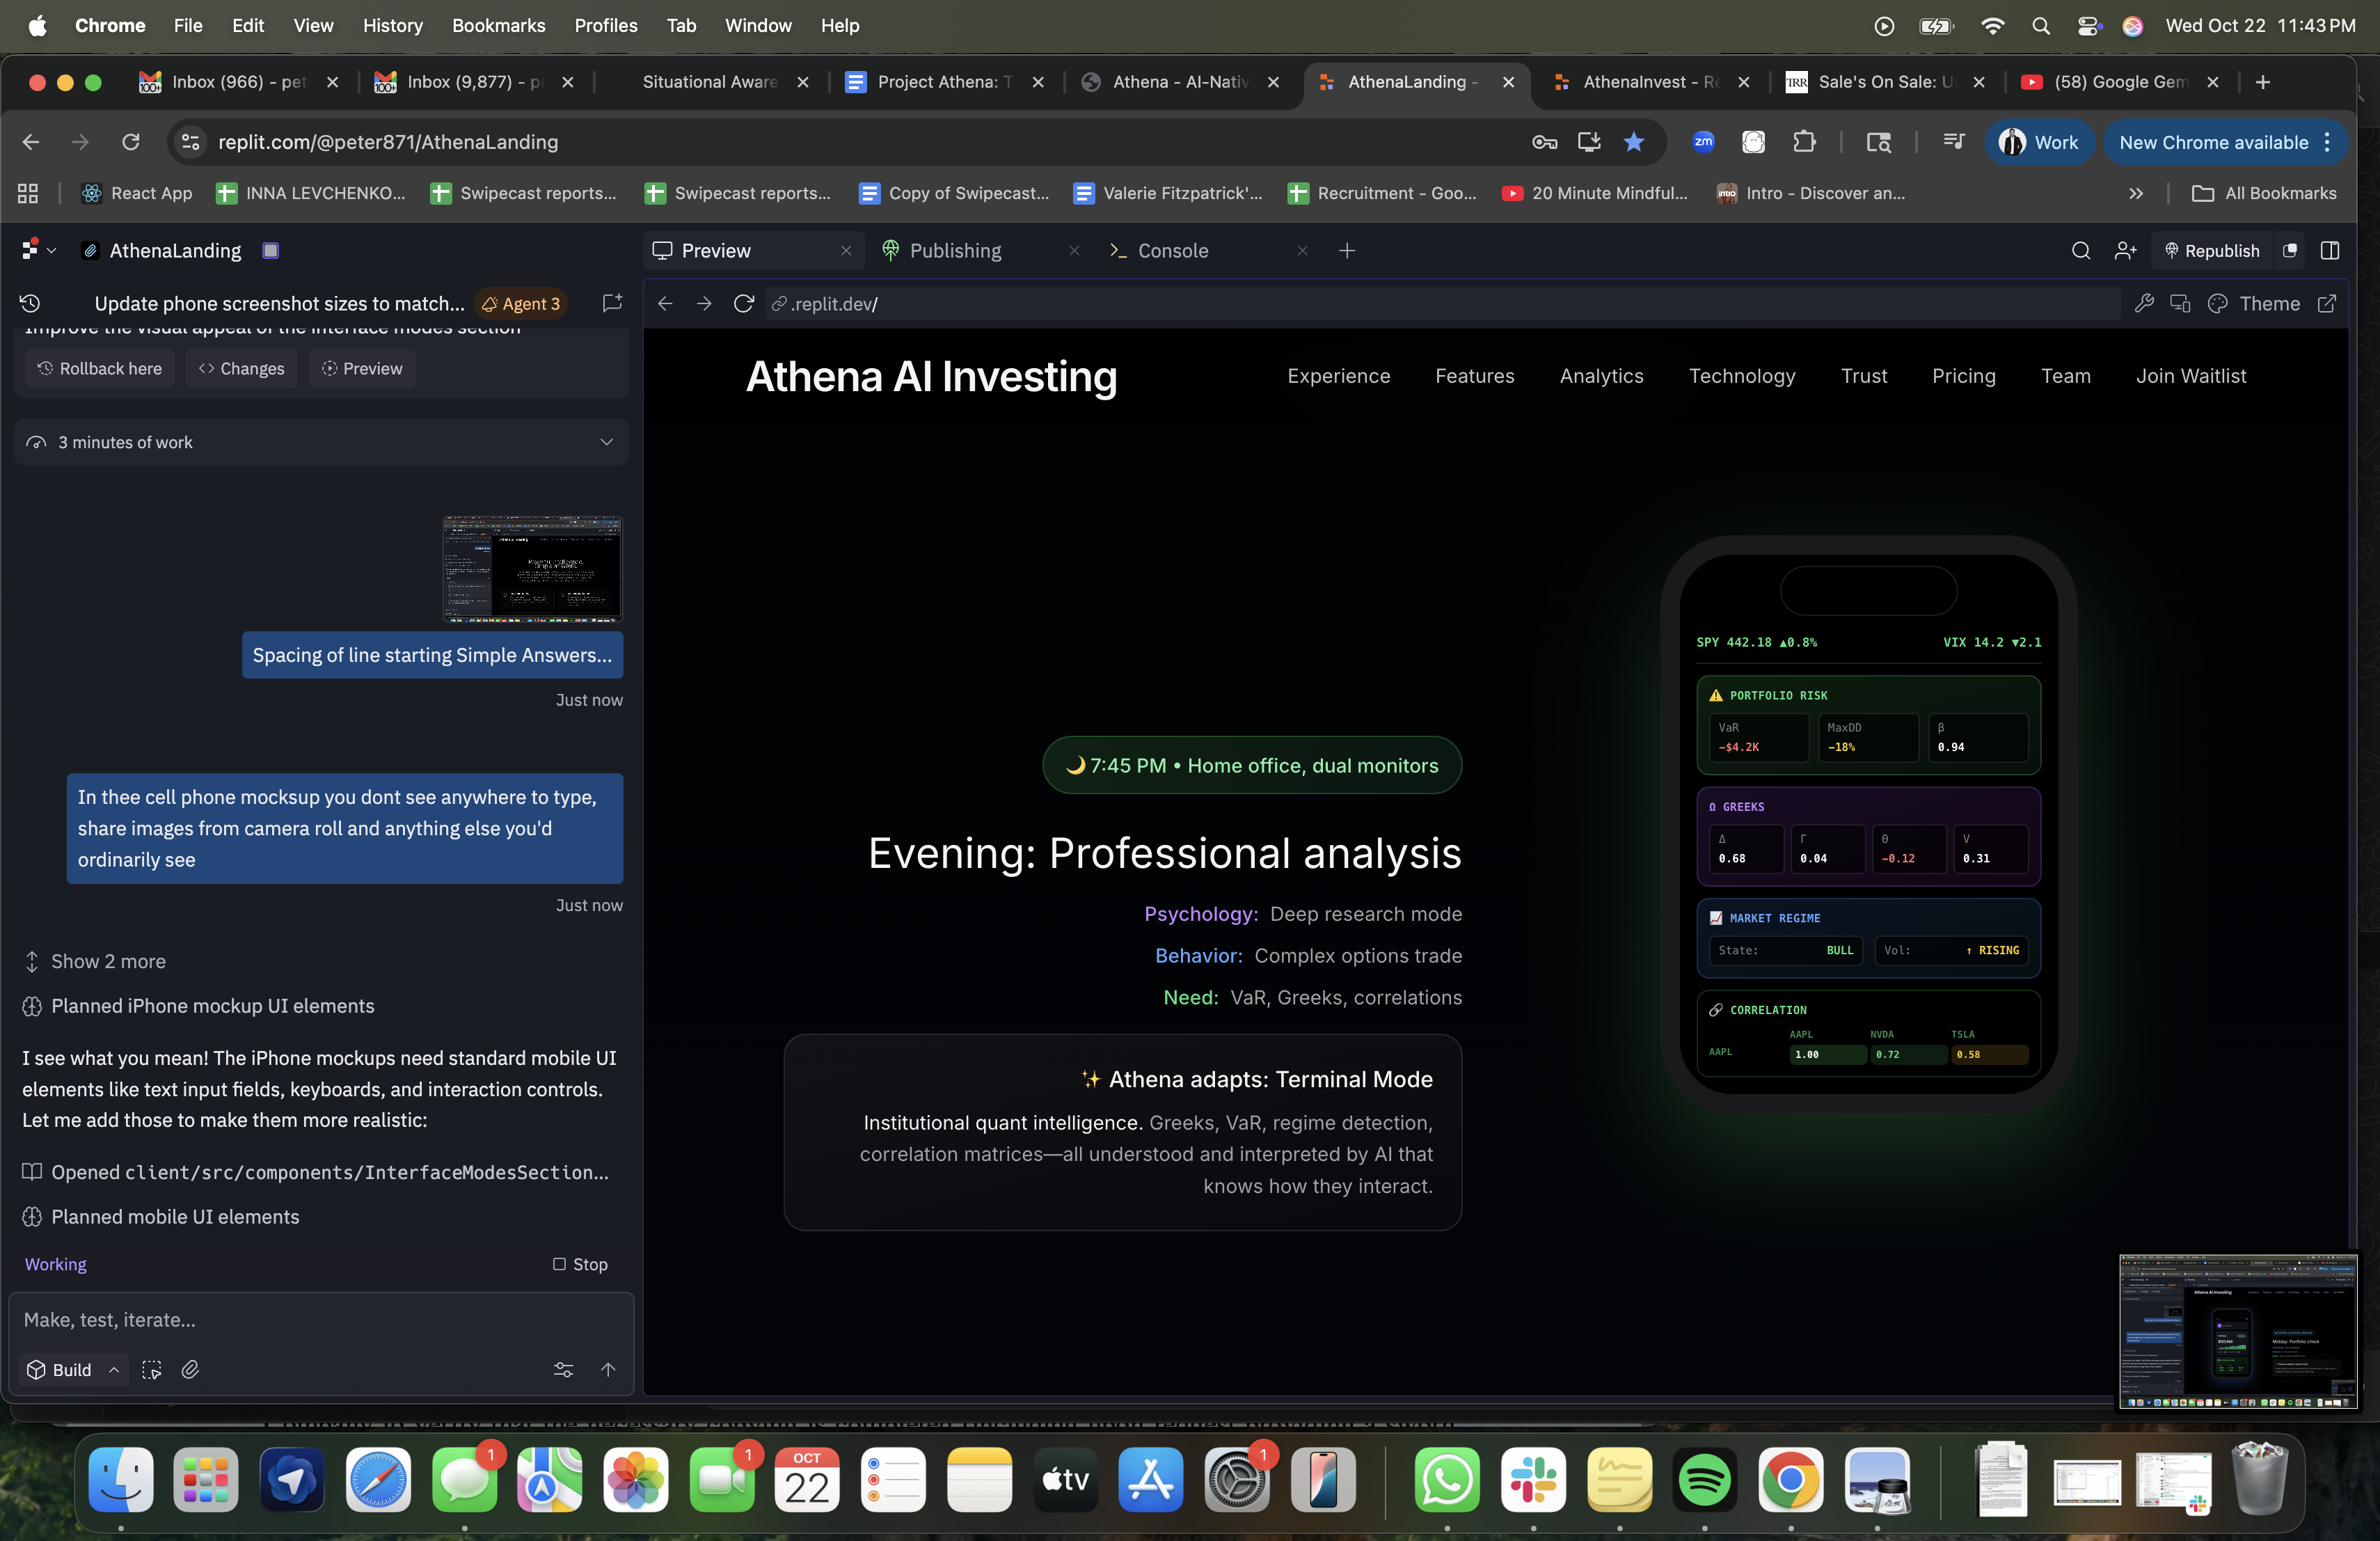 Chrome File Edit View History Bookmarks Profiles Tab Window Help
Wed Oct 22 11:43 PM
Inbox (966) - pet
Inbox (9,877) - p
Situational Aware
Project Athena: T
Athena - AI-Nativ
AthenaLanding -
AthenaInvest - Re
TRR Sale's On Sale: U
(58) Google Gem
replit.com/@peter871/AthenaLanding
zm
Work
New Chrome available
React App
INNA LEVCHENKO...
Swipecast reports...
Swipecast reports...
Copy of Swipecast...
Valerie Fitzpatrick'...
Recruitment - Goo...
20 Minute Mindful...
intro Intro - Discover an...
All Bookmarks
AthenaLanding
Preview
Publishing
Console
Republish
Update phone screenshot sizes to match...
Agent 3
.replit.dev/
Theme
Improve the visual appeal of the interface modes section
Rollback here
Changes
Preview
3 minutes of work
Spacing of line starting Simple Answers...
Just now
In thee cell phone mocksup you dont see anywhere to type,
share images from camera roll and anything else you'd
ordinarily see
Just now
Show 2 more
Planned iPhone mockup UI elements
I see what you mean! The iPhone mockups need standard mobile UI
elements like text input fields, keyboards, and interaction controls.
Let me add those to make them more realistic:
Opened client/src/components/InterfaceModesSection...
Planned mobile UI elements
Working
Stop
Make, test, iterate...
Build
Athena AI Investing
Experience Features Analytics Technology Trust Pricing Team Join Waitlist
🌙 7:45 PM • Home office, dual monitors
Evening: Professional analysis
Psychology: Deep research mode
Behavior: Complex options trade
Need: VaR, Greeks, correlations
✨ Athena adapts: Terminal Mode
Institutional quant intelligence. Greeks, VaR, regime detection,
correlation matrices—all understood and interpreted by AI that
knows how they interact.
SPY 442.18 ▲0.8% VIX 14.2 ▼2.1
⚠️ PORTFOLIO RISK
VaR MaxDD β
-$4.2K -18% 0.94
Ω GREEKS
Δ Γ Θ V
0.68 0.04 -0.12 0.31
📈 MARKET REGIME
State: BULL Vol: ↑ RISING
🔗 CORRELATION
AAPL NVDA TSLA
AAPL 1.00 0.72 0.58
Athena AI Investing
Midday: Portfolio check
1
1
OCT
22
tv
1